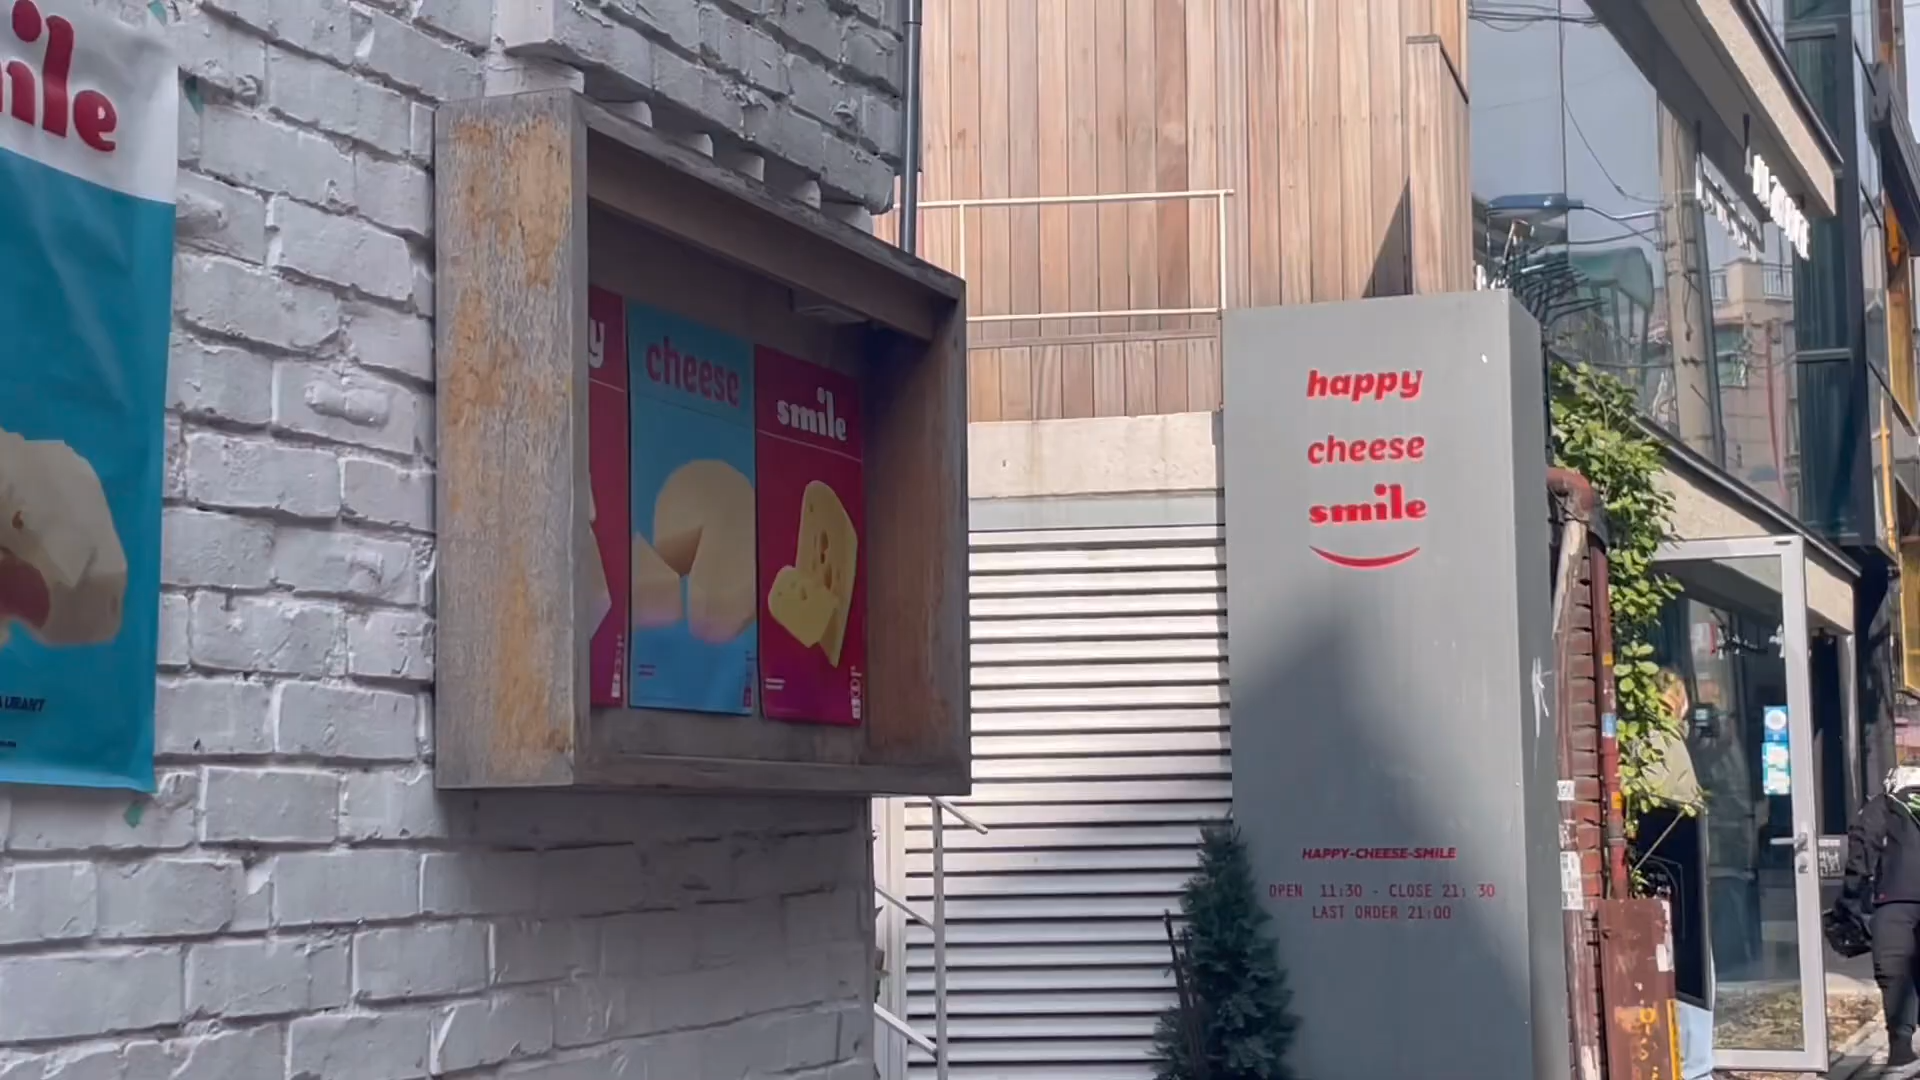 ile
URANT
y
cheese
smile
happy
cheese
smile
HAPPY-CHEESE-SMILE
OPEN 11:30 - CLOSE 21:30
LAST ORDER 21:00